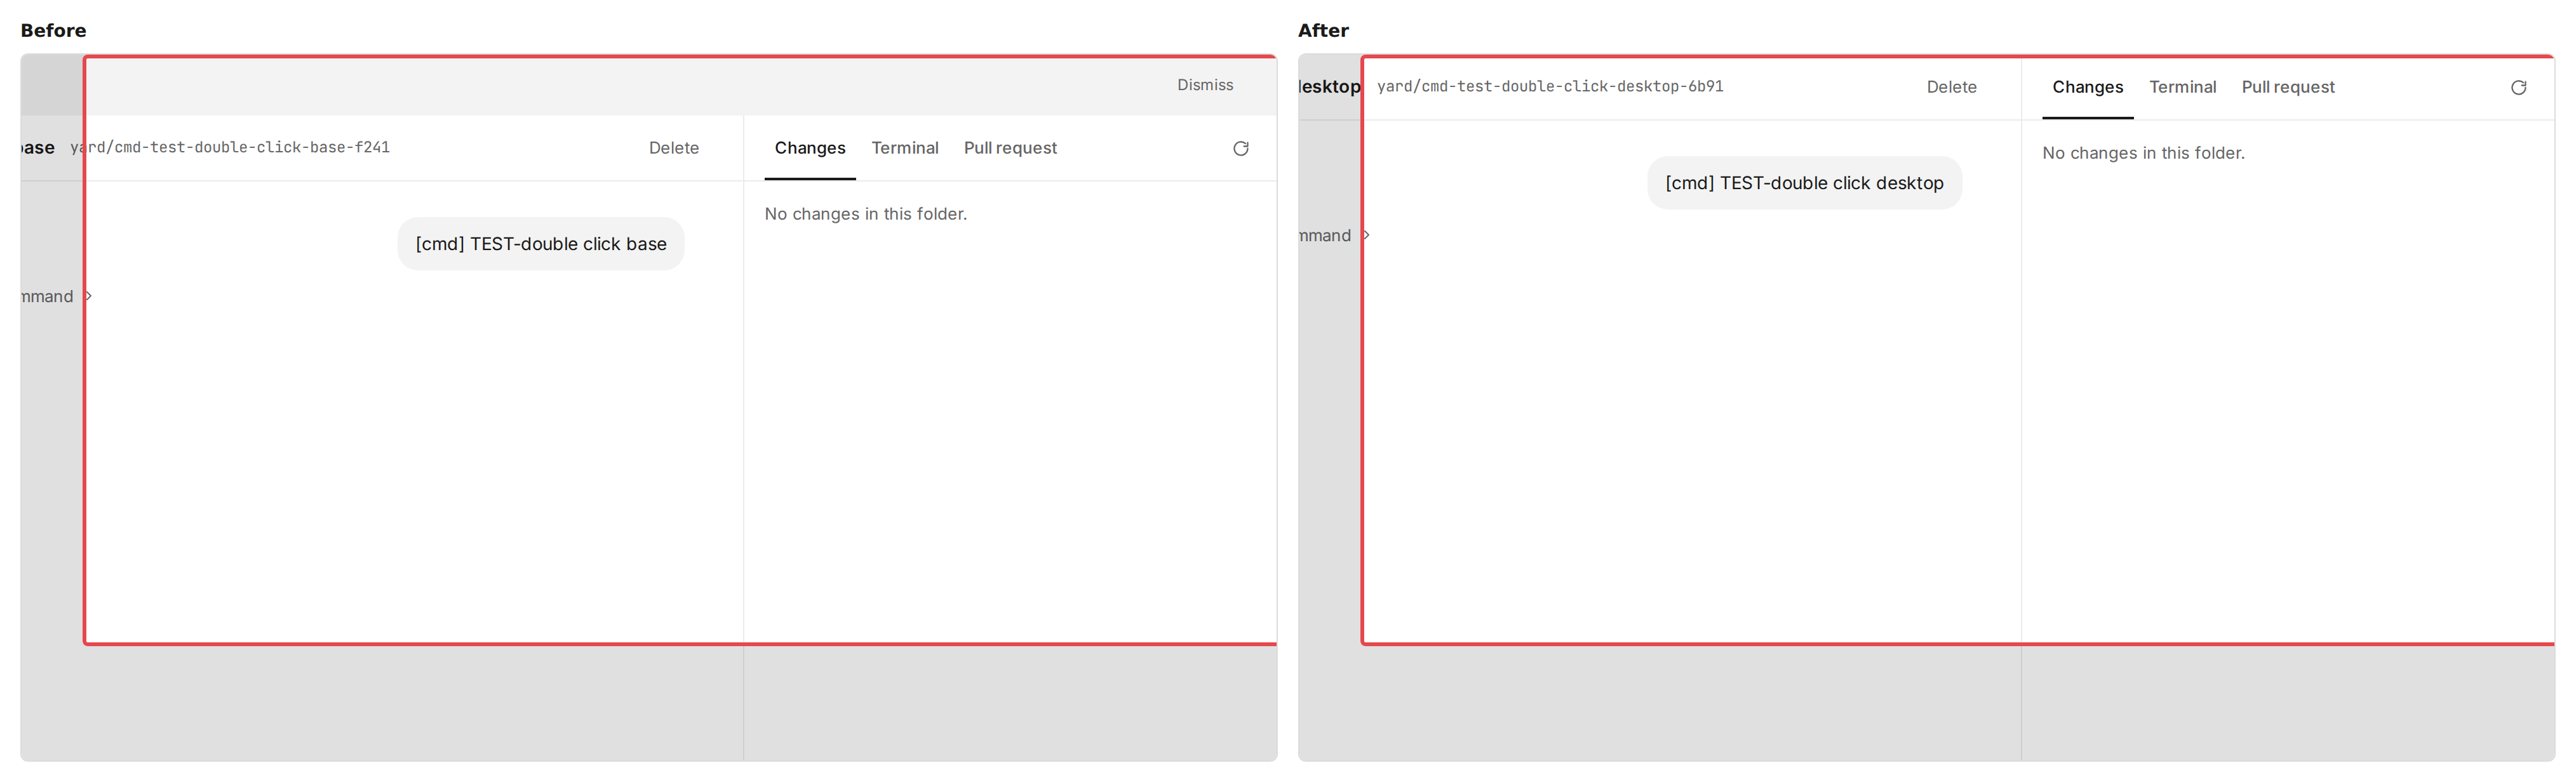 Before
Dismiss
base yard/cmd-test-double-click-base-f241 Delete Changes Terminal Pull request
No changes in this folder.
[cmd] TEST-double click base
mmand
After
desktop yard/cmd-test-double-click-desktop-6b91 Delete Changes Terminal Pull request
No changes in this folder.
[cmd] TEST-double click desktop
mmand